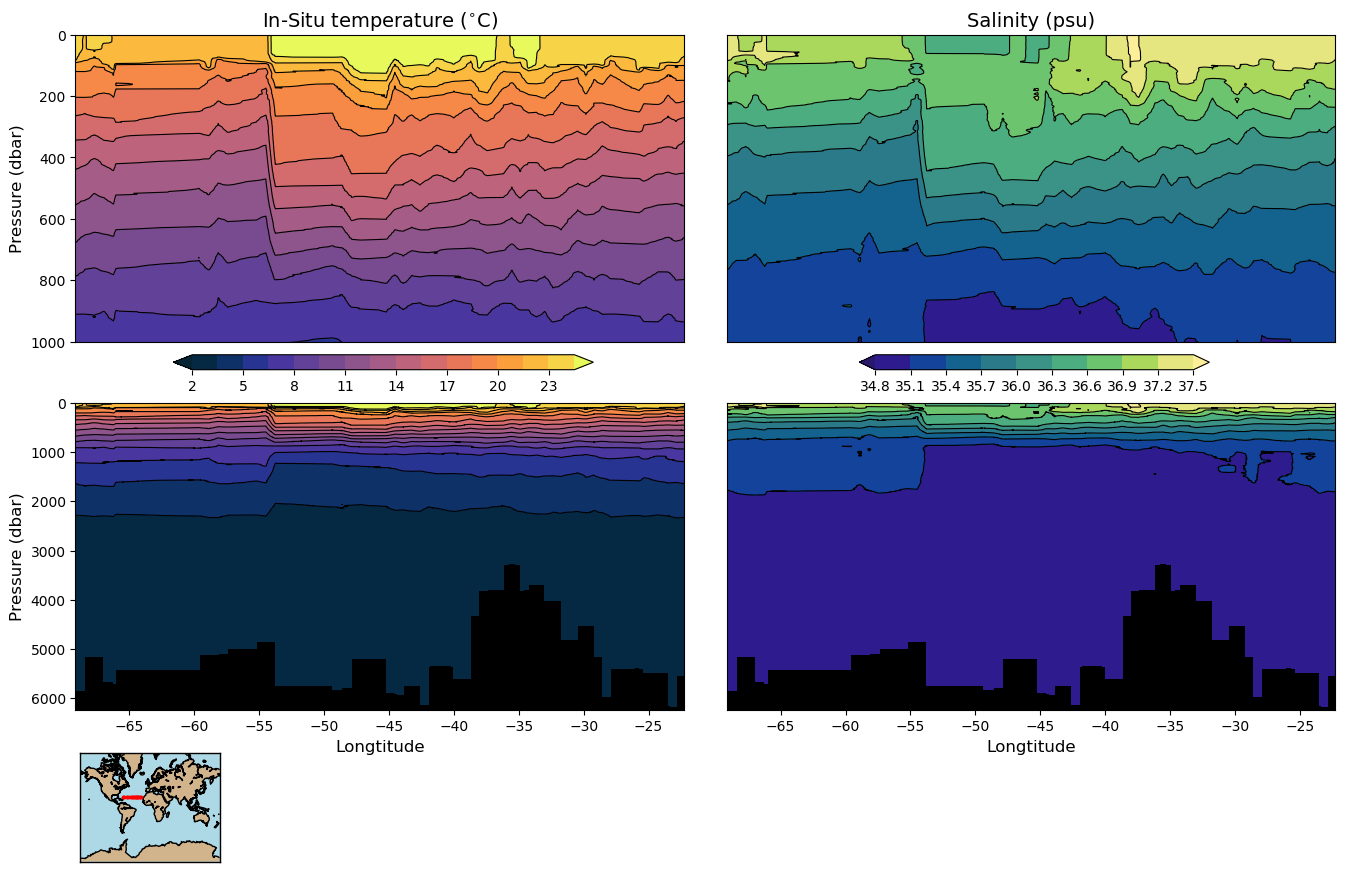 In-Situ temperature (°C)
Salinity (psu)
0
200
400
600
800
1000
Pressure (dbar)
2 5 8 11 14 17 20 23
34.8 35.1 35.4 35.7 36.0 36.3 36.6 36.9 37.2 37.5
0
1000
2000
3000
4000
5000
6000
Pressure (dbar)
−65 −60 −55 −50 −45 −40 −35 −30 −25
−65 −60 −55 −50 −45 −40 −35 −30 −25
Longtitude
Longtitude